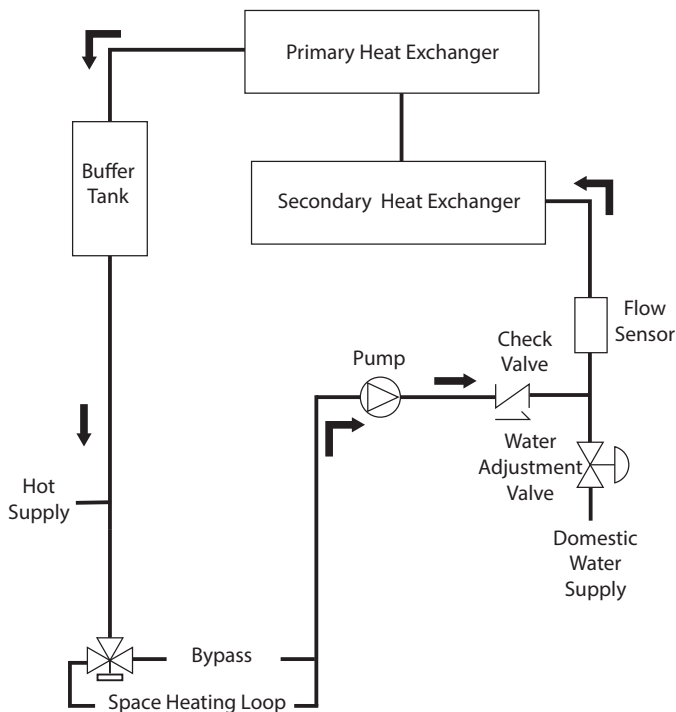 Primary Heat Exchanger
Buffer
Tank
Secondary  Heat Exchanger
Flow
Sensor
Check
Valve
Pump
Water
Adjustment
Valve
Hot
Supply
Domestic
Water
Supply
Bypass
Space Heating Loop